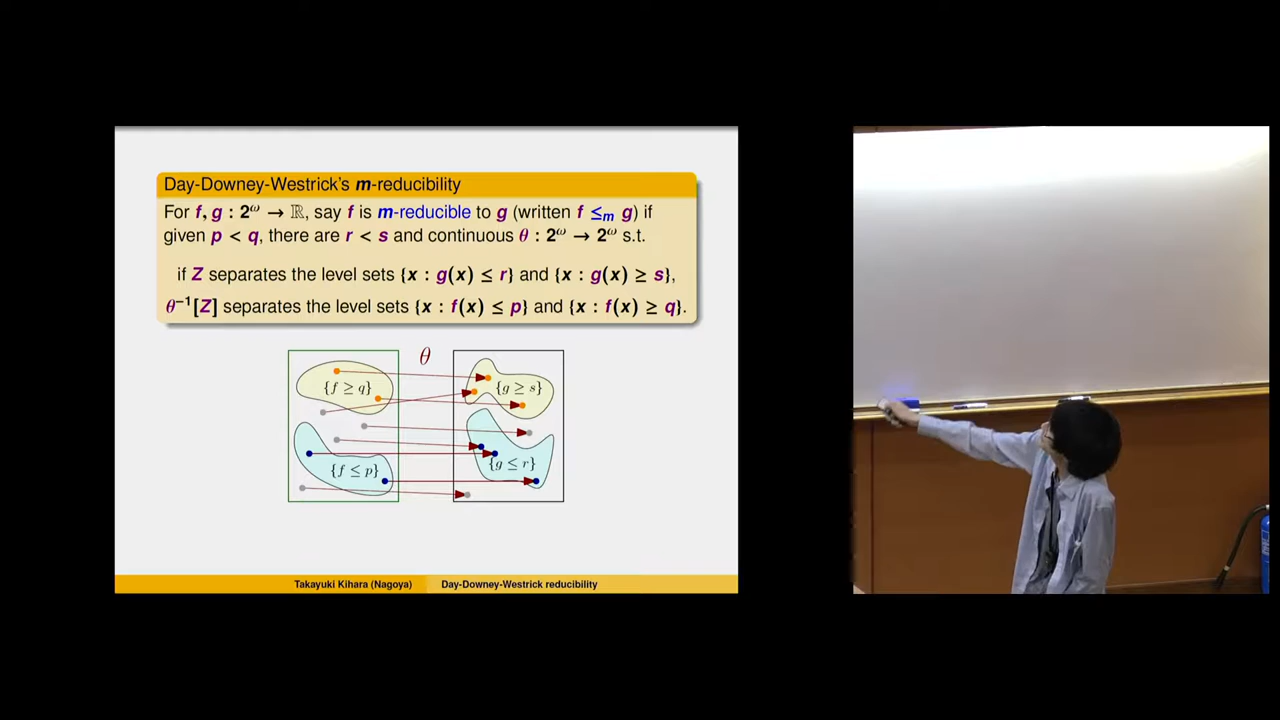 Day-Downey-Westrick's m-reducibility
For f, g : 2^ω → ℝ, say f is m-reducible to g (written f ≤_m g) if
given p < q, there are r < s and continuous θ : 2^ω → 2^ω s.t.
if Z separates the level sets {x : g(x) ≤ r} and {x : g(x) ≥ s},
θ^{−1}[Z] separates the level sets {x : f(x) ≤ p} and {x : f(x) ≥ q}.
θ
{f ≥ q}
{g ≥ s}
{f ≤ p}
{g ≤ r}
Takayuki Kihara (Nagoya)
Day-Downey-Westrick reducibility